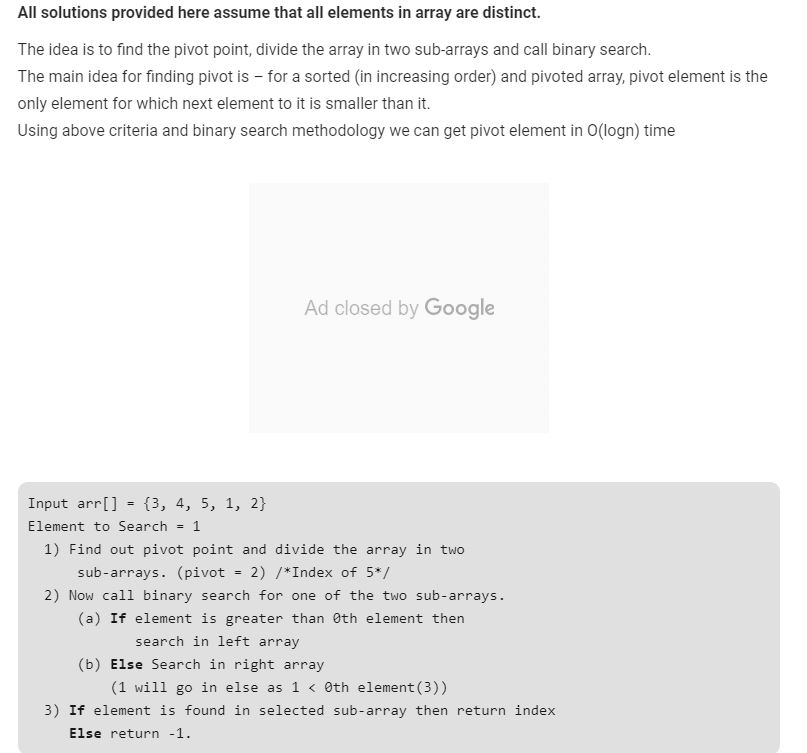 All solutions provided here assume that all elements in array are distinct.
The idea is to find the pivot point, divide the array in two sub-arrays and call binary search.
The main idea for finding pivot is – for a sorted (in increasing order) and pivoted array, pivot element is the
only element for which next element to it is smaller than it.
Using above criteria and binary search methodology we can get pivot element in O(logn) time
Ad closed by Google
Input arr[] = {3, 4, 5, 1, 2}
Element to Search = 1
1) Find out pivot point and divide the array in two
sub-arrays. (pivot = 2) /*Index of 5*/
2) Now call binary search for one of the two sub-arrays.
(a) If element is greater than 0th element then
search in left array
(b) Else Search in right array
(1 will go in else as 1 < 0th element(3))
3) If element is found in selected sub-array then return index
Else return -1.